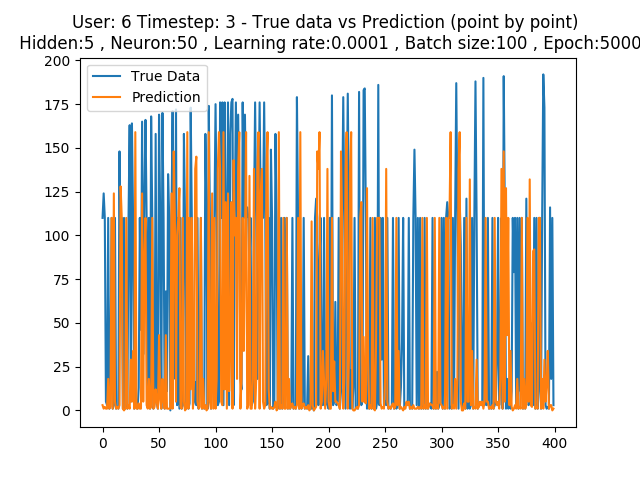 User: 6 Timestep: 3 - True data vs Prediction (point by point)
Hidden:5 , Neuron:50 , Learning rate:0.0001 , Batch size:100 , Epoch:5000
200
175
150
125
100
75
50
25
0
True Data
Prediction
0 50 100 150 200 250 300 350 400